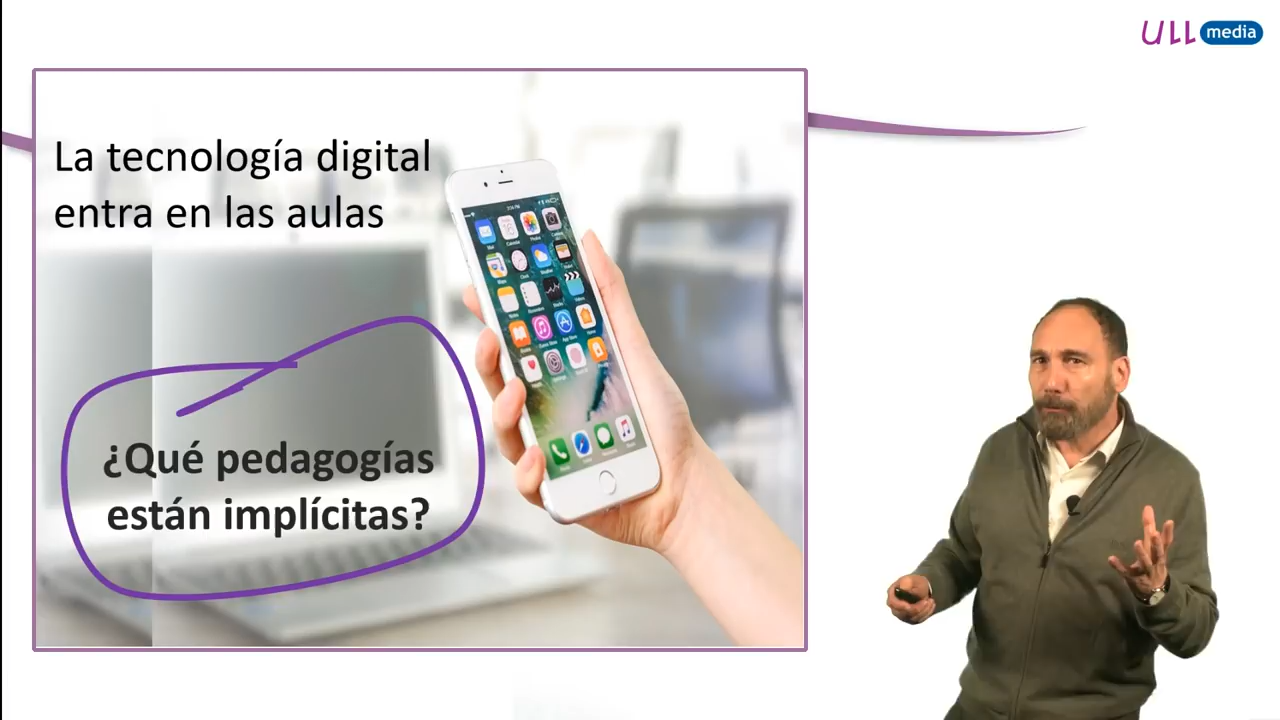 ULL media
La tecnología digital
entra en las aulas
¿Qué pedagogías
están implícitas?